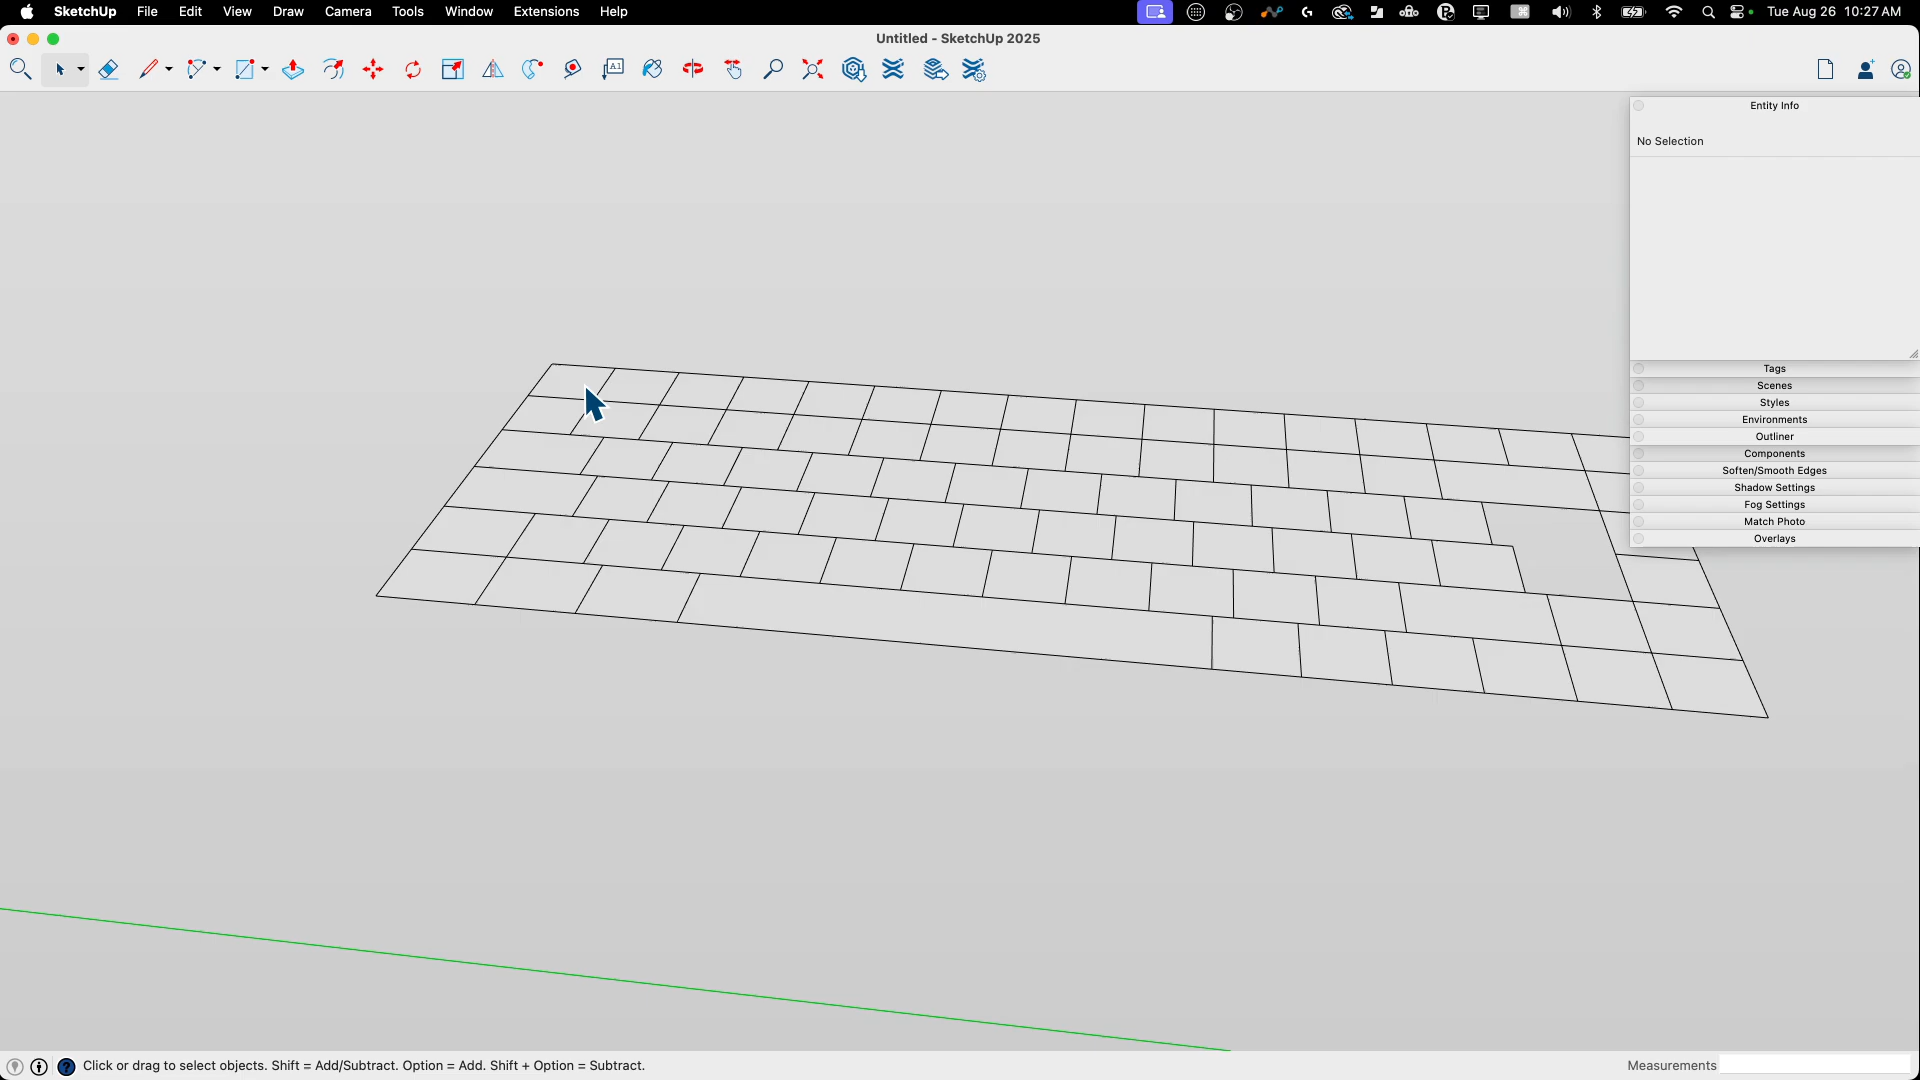 SketchUp File Edit View Draw Camera Tools Window Extensions Help Tue Aug 26 10:27 AM
Untitled - SketchUp 2025
A1
Entity Info
No Selection
Tags
Scenes
Styles
Environments
Outliner
Components
Soften/Smooth Edges
Shadow Settings
Fog Settings
Match Photo
Overlays
Click or drag to select objects. Shift = Add/Subtract. Option = Add. Shift + Option = Subtract.
Measurements